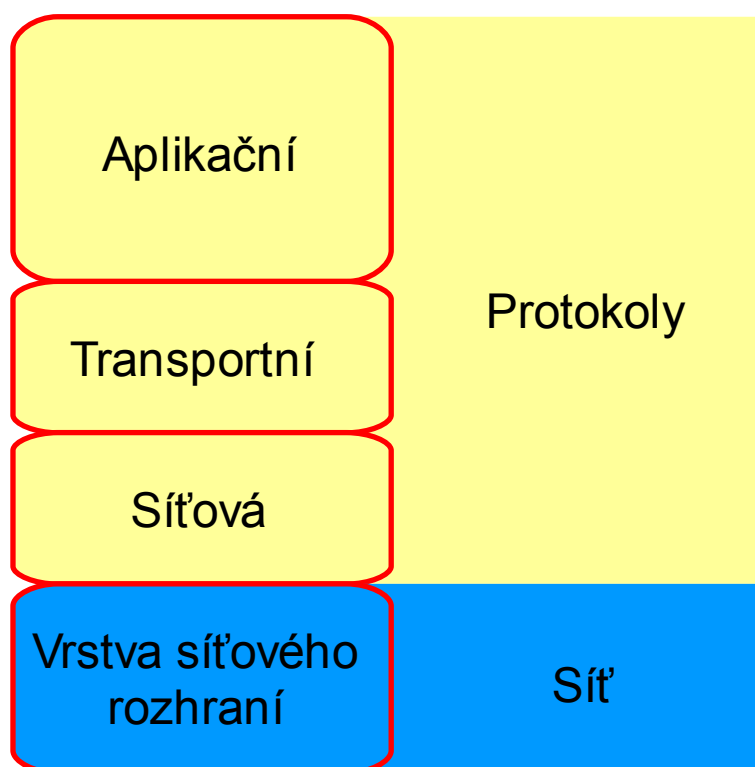 Aplikační
Protokoly
Transportní
Síťová
Vrstva síťového
rozhraní
Síť